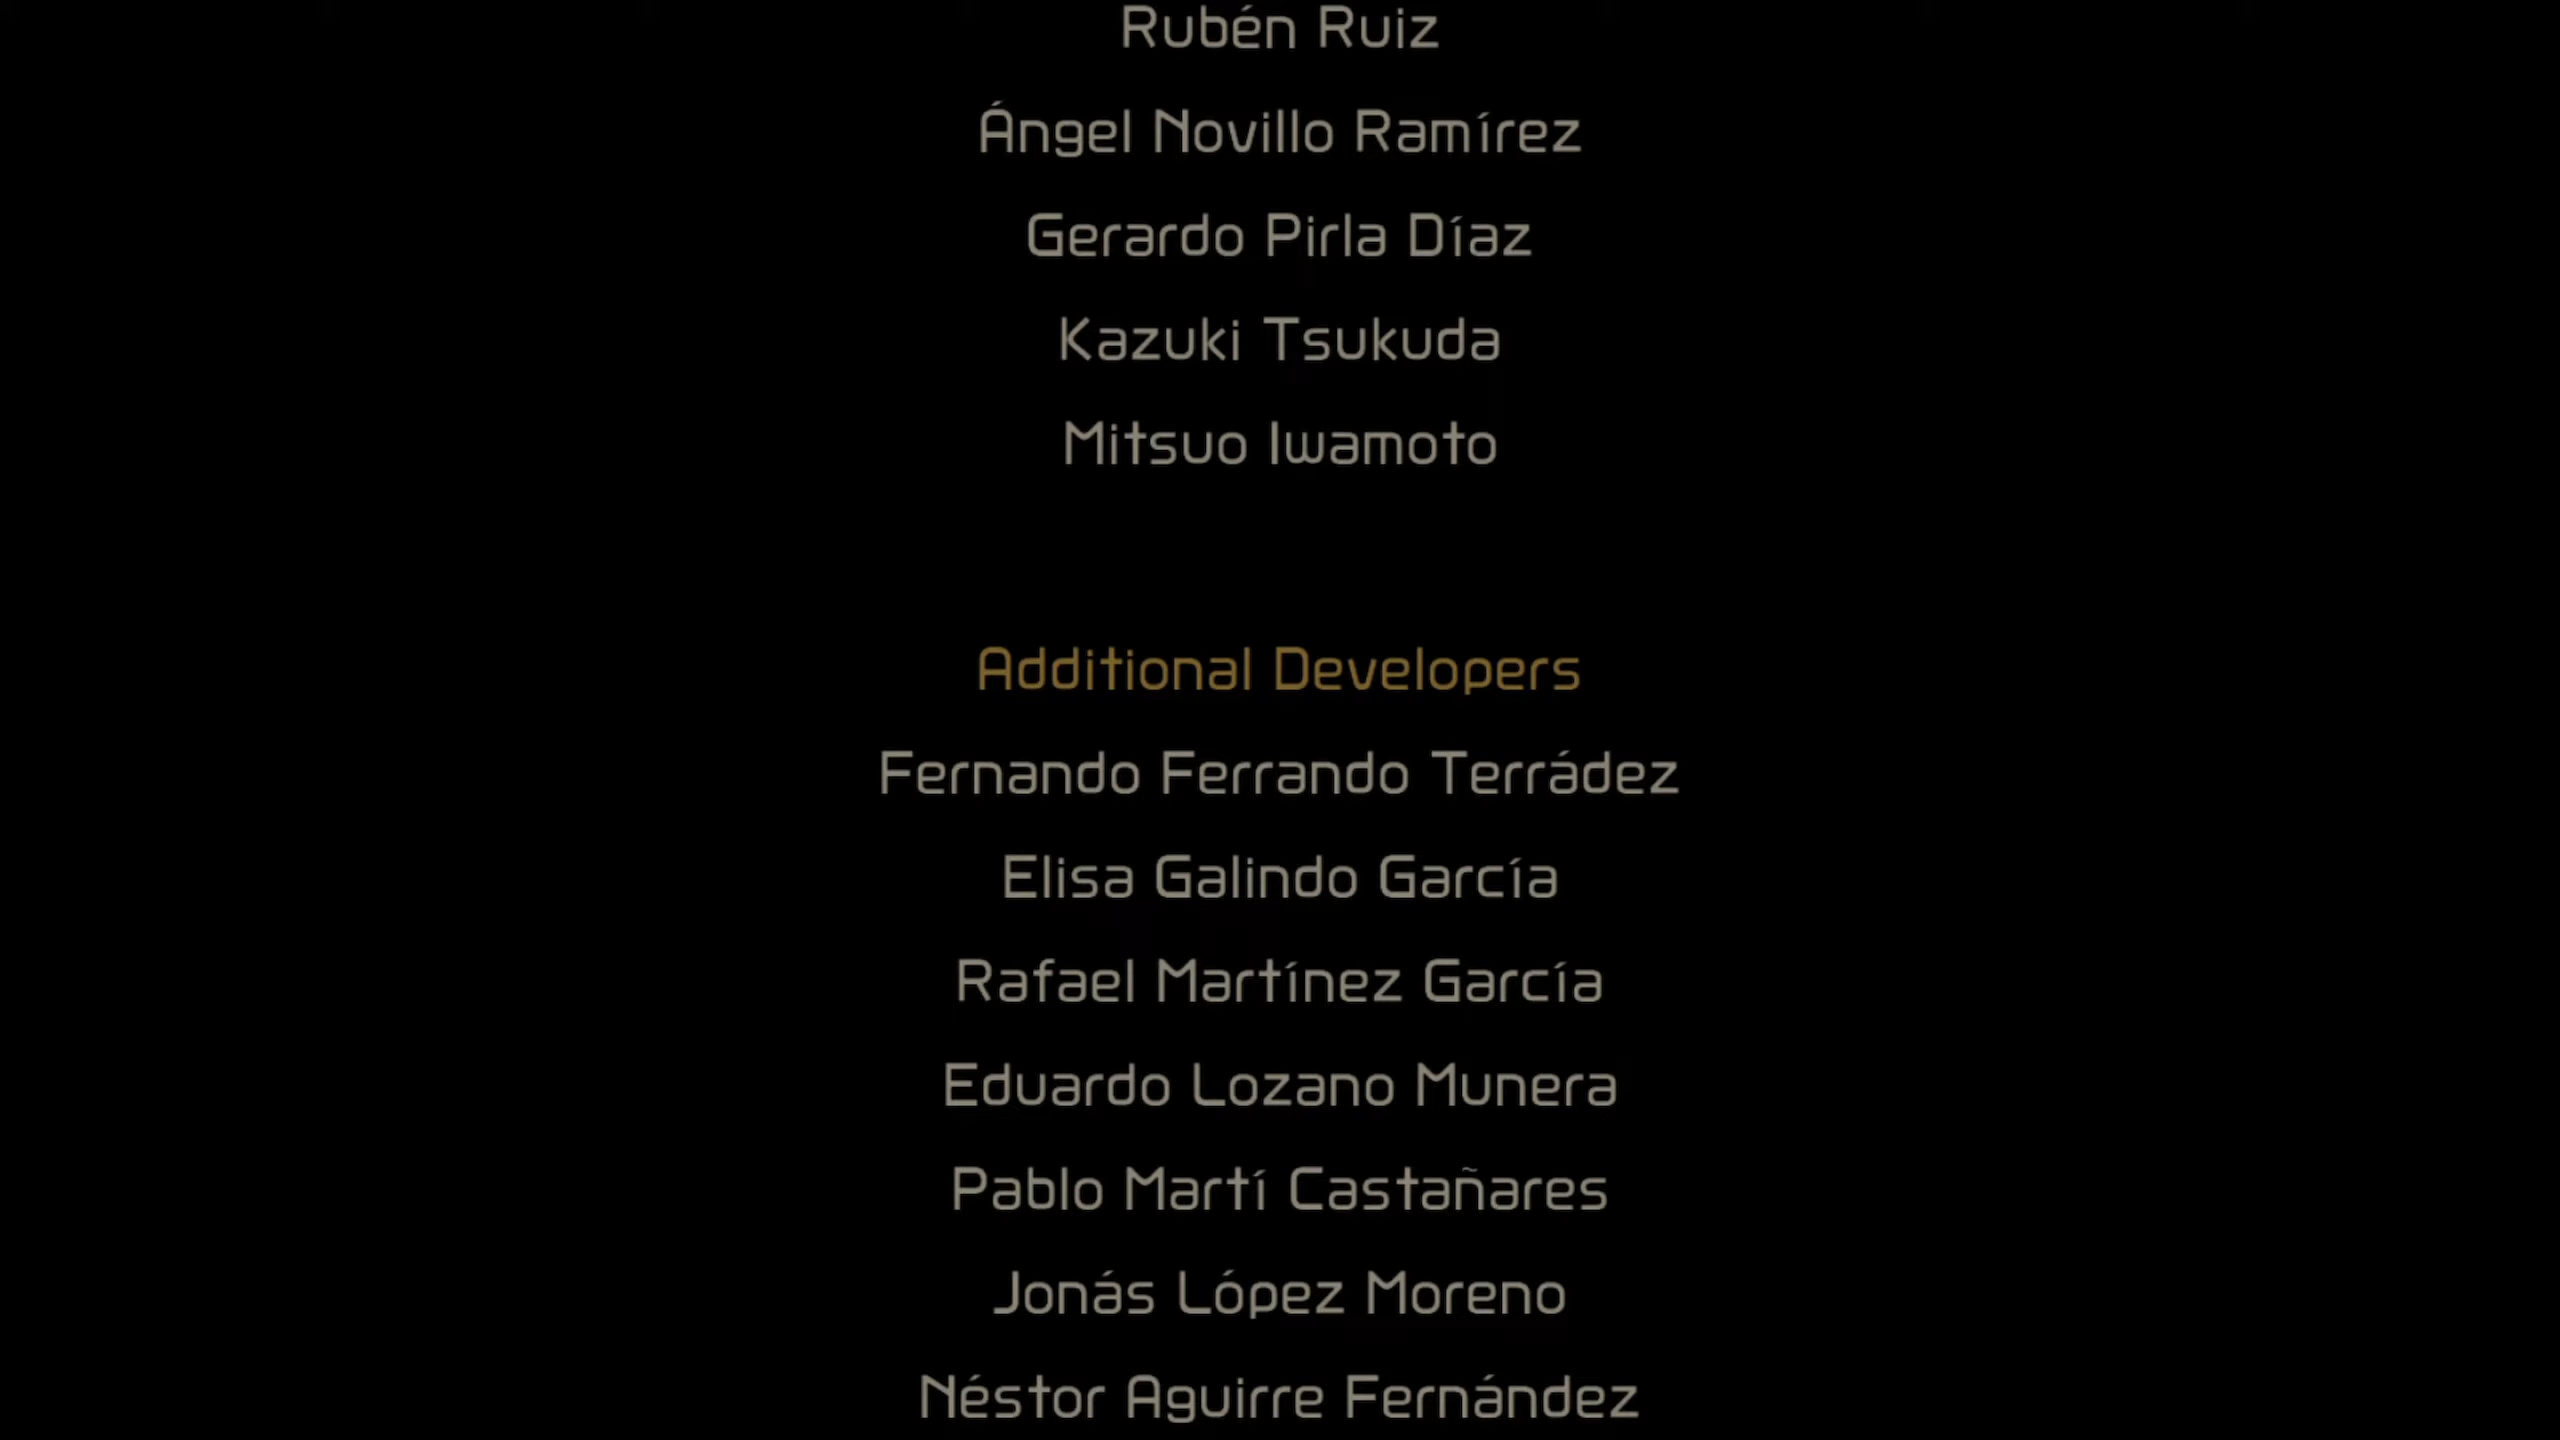 Rubén Ruiz
Ángel Novillo Ramírez
Gerardo Pirla Díaz
Kazuki Tsukuda
Mitsuo Iwamoto
Additional Developers
Fernando Ferrando Terrádez
Elisa Galindo García
Rafael Martínez García
Eduardo Lozano Munera
Pablo Martí Castañares
Jonás López Moreno
Néstor Aguirre Fernández